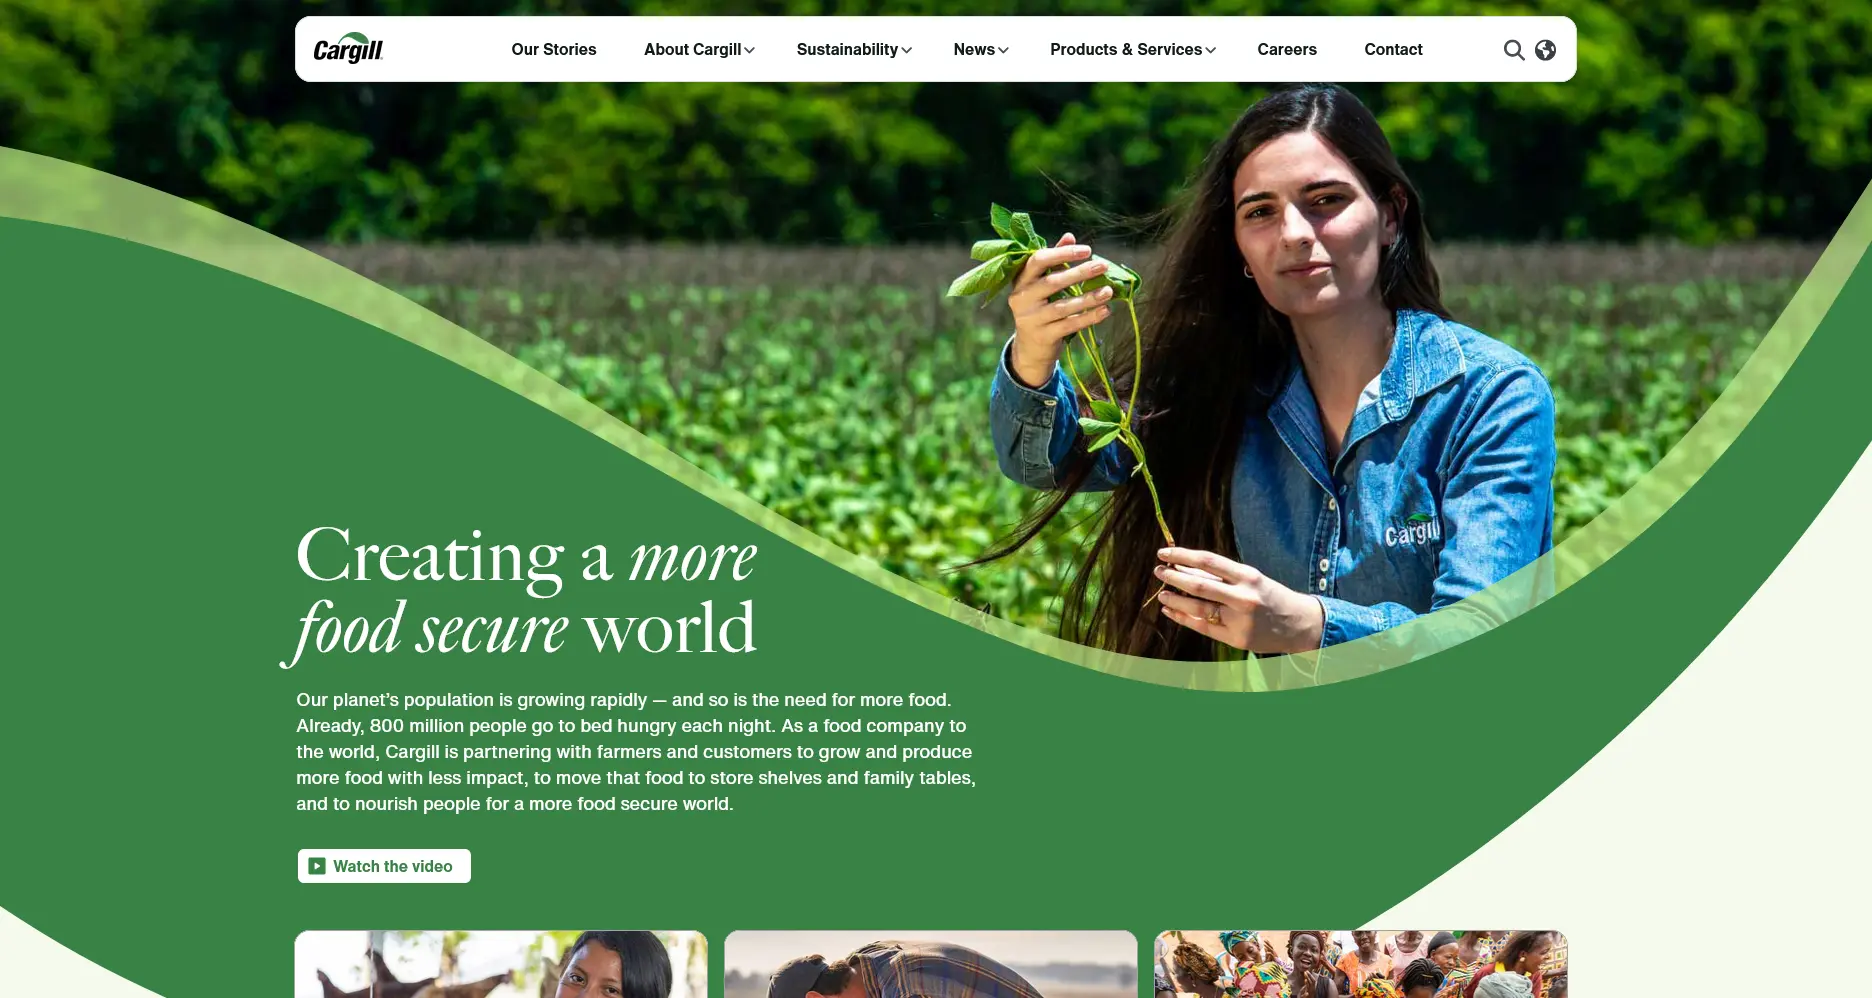 Cargill
Our Stories
About Cargill
Sustainability
News
Products & Services
Careers
Contact
Cargill
Creating a more
food secure world
Our planet’s population is growing rapidly — and so is the need for more food.
Already, 800 million people go to bed hungry each night. As a food company to
the world, Cargill is partnering with farmers and customers to grow and produce
more food with less impact, to move that food to store shelves and family tables,
and to nourish people for a more food secure world.
Watch the video